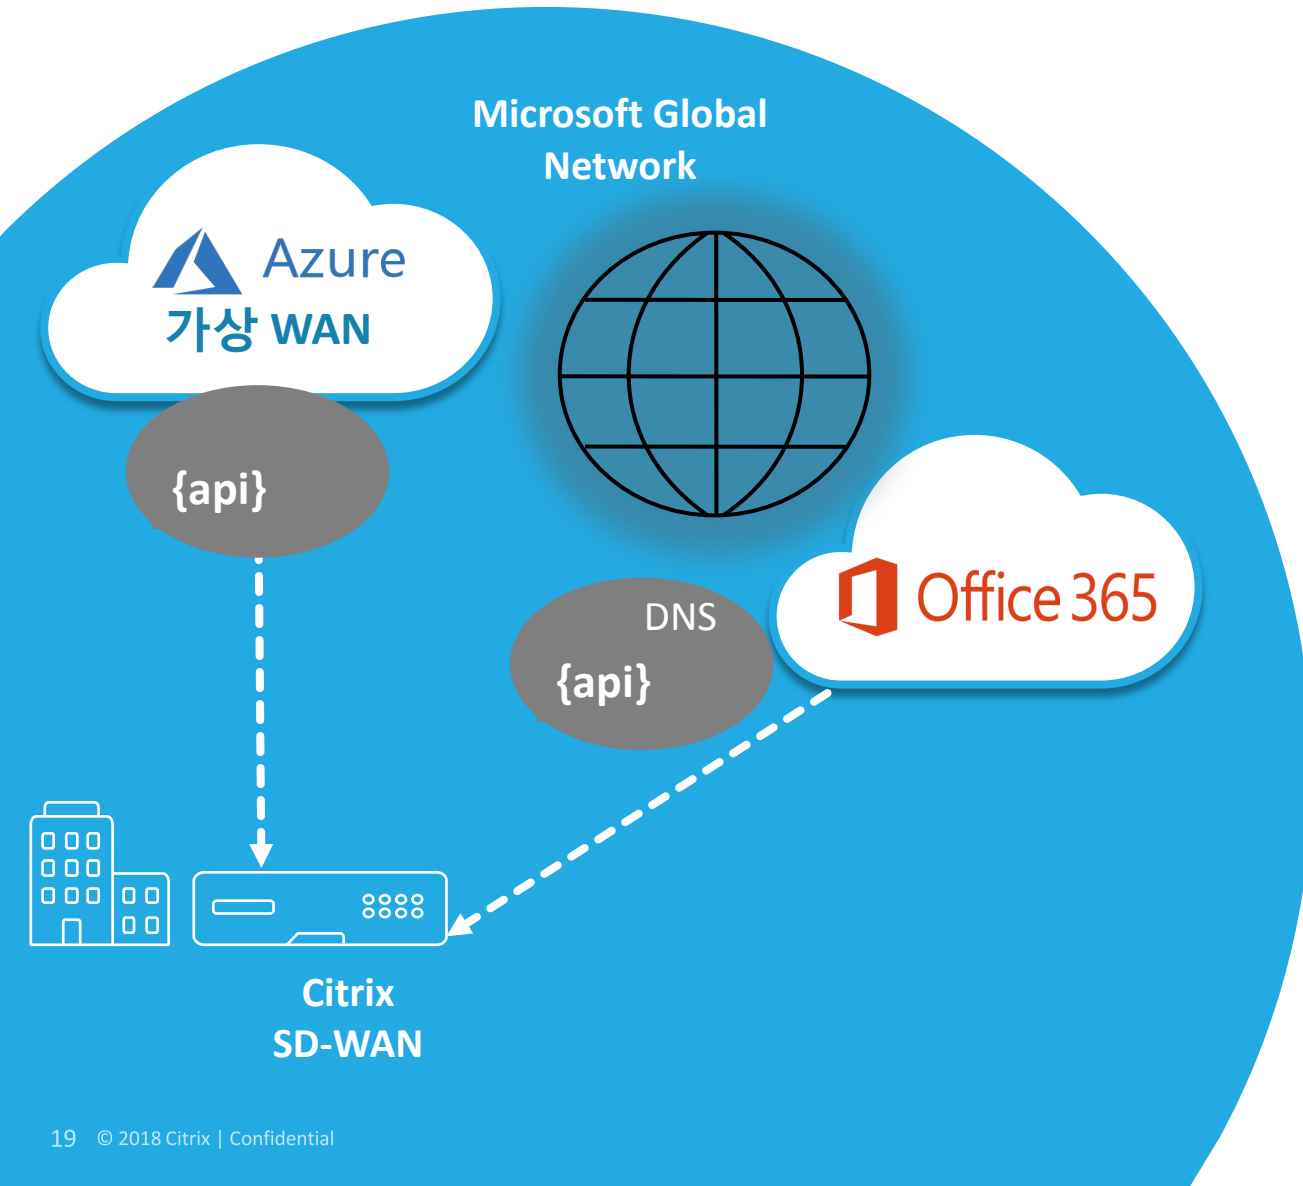 Microsoft Global
Network
Azure
가상 WAN
{api}
Office 365
DNS
{api}
Citrix
SD-WAN
19 © 2018 Citrix | Confidential